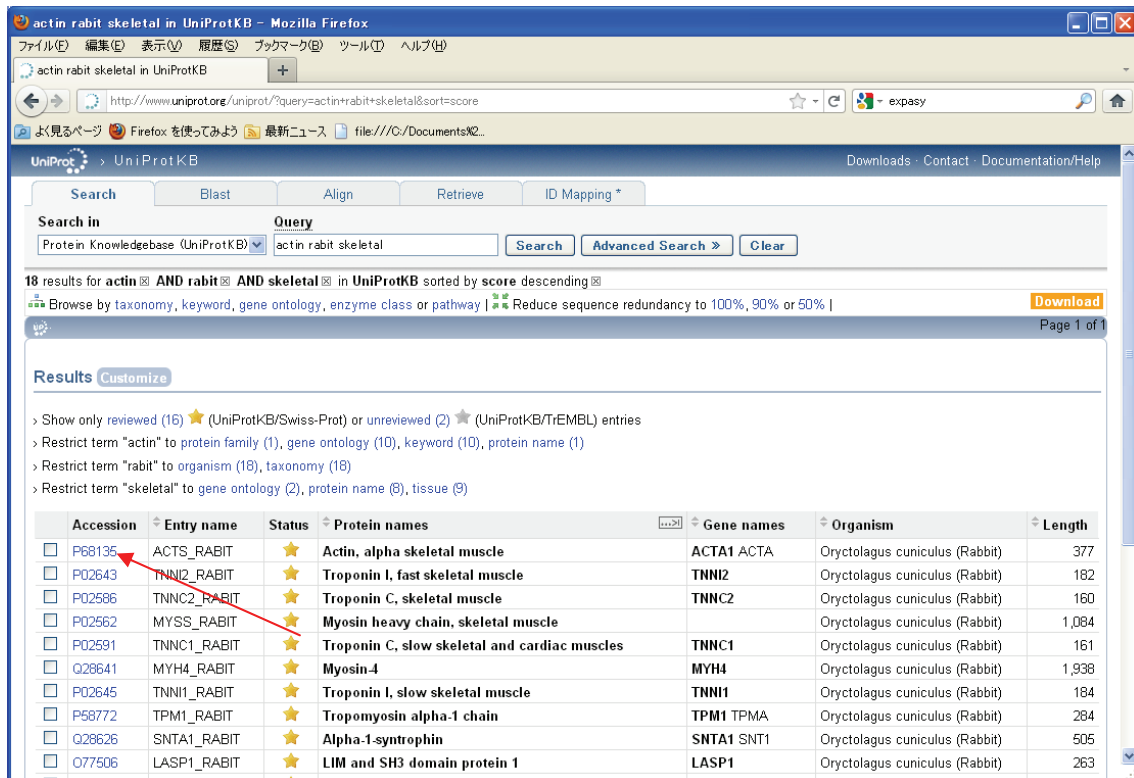 actin rabit skeletal in UniProtKB - Mozilla Firefox
ファイル(F) 編集(E) 表示(V) 履歴(S) ブックマーク(B) ツール(T) ヘルプ(H)
actin rabit skeletal in UniProtKB +
http://www.uniprot.org/uniprot/?query=actin+rabit+skeletal&sort=score expasy
よく見るページ Firefox を使ってみよう 最新ニュース file:///C:/Documents%2...
UniProt › UniProtKB Downloads · Contact · Documentation/Help
Search Blast Align Retrieve ID Mapping *
Search in Query
Protein Knowledgebase (UniProtKB) actin rabit skeletal Search Advanced Search » Clear
18 results for actin AND rabit AND skeletal in UniProtKB sorted by score descending
Browse by taxonomy, keyword, gene ontology, enzyme class or pathway | Reduce sequence redundancy to 100%, 90% or 50% | Download
Page 1 of 1
Results Customize
› Show only reviewed (16) (UniProtKB/Swiss-Prot) or unreviewed (2) (UniProtKB/TrEMBL) entries
› Restrict term "actin" to protein family (1), gene ontology (10), keyword (10), protein name (1)
› Restrict term "rabit" to organism (18), taxonomy (18)
› Restrict term "skeletal" to gene ontology (2), protein name (8), tissue (9)
Accession Entry name Status Protein names Gene names Organism Length
P68135 ACTS_RABIT Actin, alpha skeletal muscle ACTA1 ACTA Oryctolagus cuniculus (Rabbit) 377
P02643 TNNI2_RABIT Troponin I, fast skeletal muscle TNNI2 Oryctolagus cuniculus (Rabbit) 182
P02586 TNNC2_RABIT Troponin C, skeletal muscle TNNC2 Oryctolagus cuniculus (Rabbit) 160
P02562 MYSS_RABIT Myosin heavy chain, skeletal muscle Oryctolagus cuniculus (Rabbit) 1,084
P02591 TNNC1_RABIT Troponin C, slow skeletal and cardiac muscles TNNC1 Oryctolagus cuniculus (Rabbit) 161
Q28641 MYH4_RABIT Myosin-4 MYH4 Oryctolagus cuniculus (Rabbit) 1,938
P02645 TNNI1_RABIT Troponin I, slow skeletal muscle TNNI1 Oryctolagus cuniculus (Rabbit) 184
P58772 TPM1_RABIT Tropomyosin alpha-1 chain TPM1 TPMA Oryctolagus cuniculus (Rabbit) 284
Q28626 SNTA1_RABIT Alpha-1-syntrophin SNTA1 SNT1 Oryctolagus cuniculus (Rabbit) 505
O77506 LASP1_RABIT LIM and SH3 domain protein 1 LASP1 Oryctolagus cuniculus (Rabbit) 263